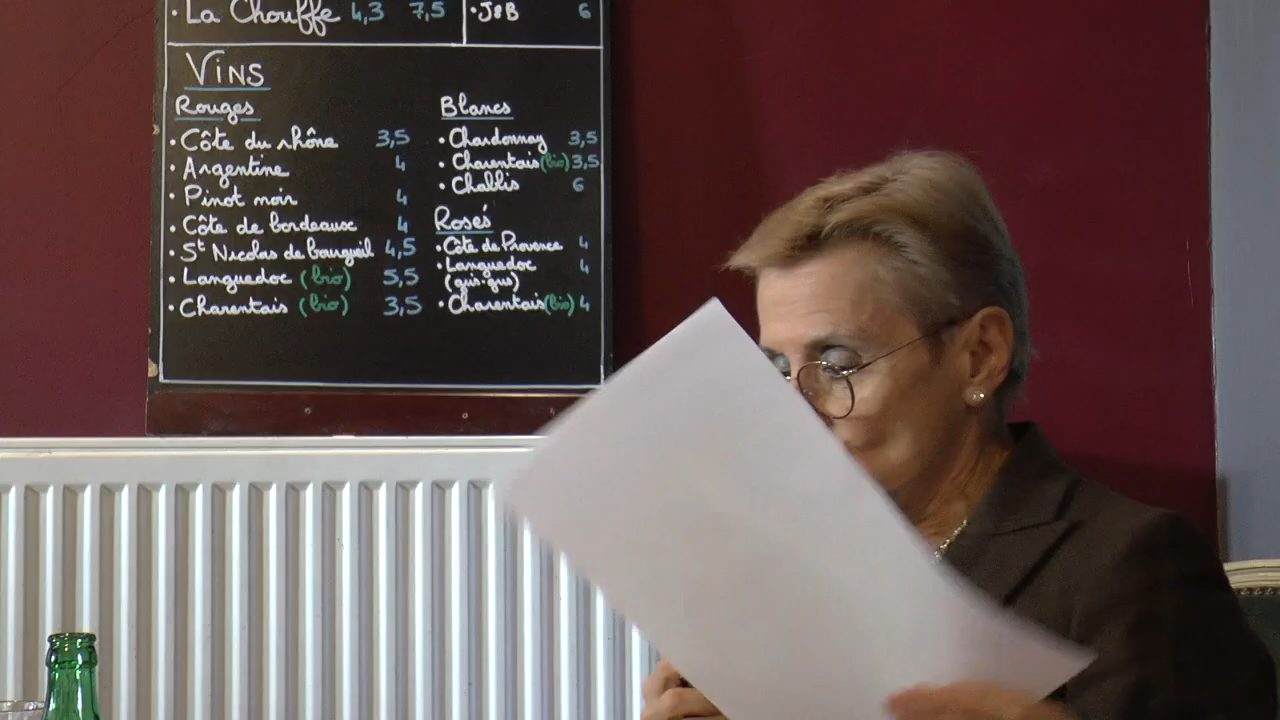 • La Chouffe 4,3 7,5
• J&B 6
Vins
Rouges
• Côte du rhône 3,5
• Argentine 4
• Pinot noir 4
• Côte de bordeaux 4
• St Nicolas de bourgueil 4,5
• Languedoc (bio) 5,5
• Charentais (bio) 3,5
Blancs
• Chardonnay 3,5
• Charentais (bio) 3,5
• Chablis 6
Rosés
• Côte de Provence 4
• Languedoc 4
(gris-gris)
• Charentais (bio) 4